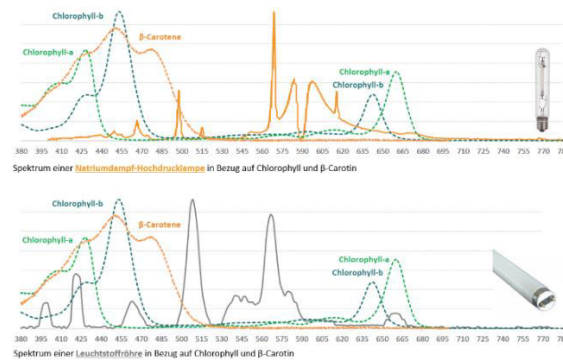 Chlorophyll-b
β-Carotene
Chlorophyll-a
Chlorophyll-a
Chlorophyll-b
380 395 410 425 440 455 470 485 500 515 530 545 560 575 590 605 620 635 650 665 680 695 710 725 740 755 770 78
Spektrum einer Natriumdampf-Hochdrucklampe in Bezug auf Chlorophyll und β-Carotin
Chlorophyll-b
β-Carotene
Chlorophyll-a
Chlorophyll-a
Chlorophyll-b
380 395 410 425 440 455 470 485 500 515 530 545 560 575 590 605 620 635 650 665 680 695 710 725 740 755 770 78
Spektrum einer Leuchtstoffröhre in Bezug auf Chlorophyll und β-Carotin